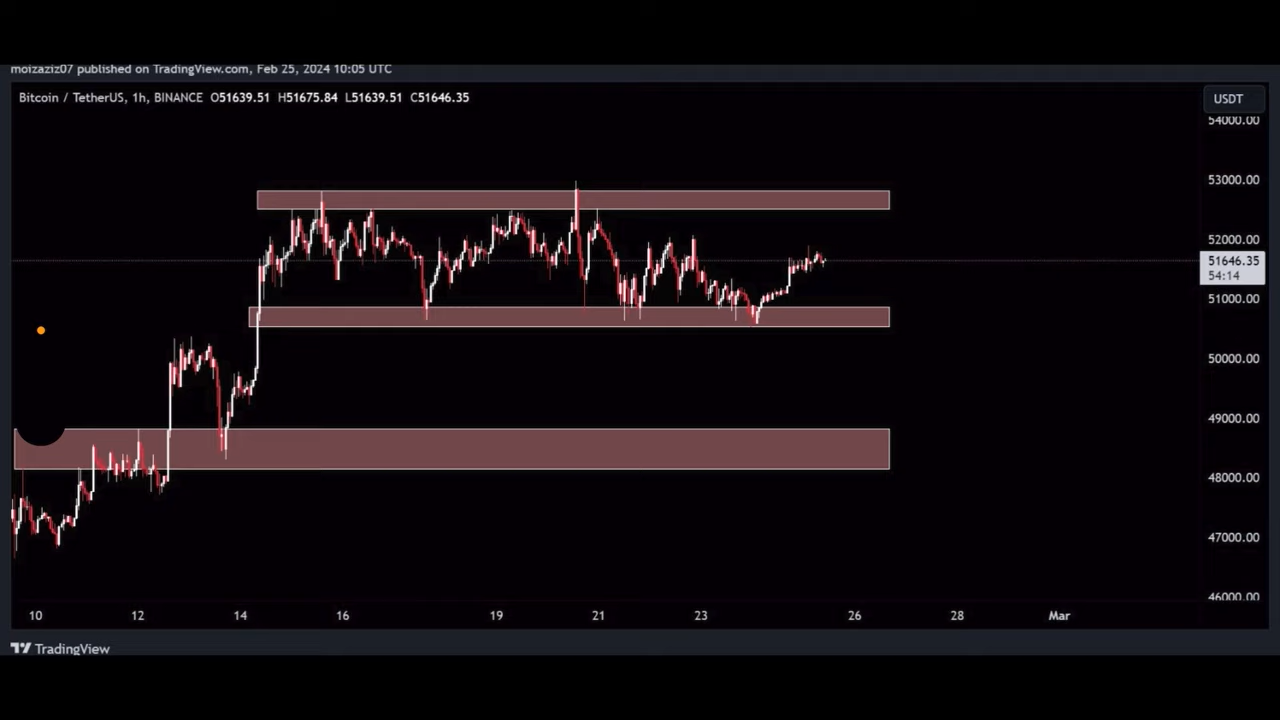 moizaziz07 published on TradingView.com, Feb 25, 2024 10:05 UTC
Bitcoin / TetherUS, 1h, BINANCE O51639.51 H51675.84 L51639.51 C51646.35
USDT
54000.00
53000.00
52000.00
51646.35
54:14
51000.00
50000.00
49000.00
48000.00
47000.00
46000.00
10 12 14 16 19 21 23 26 28 Mar
TradingView